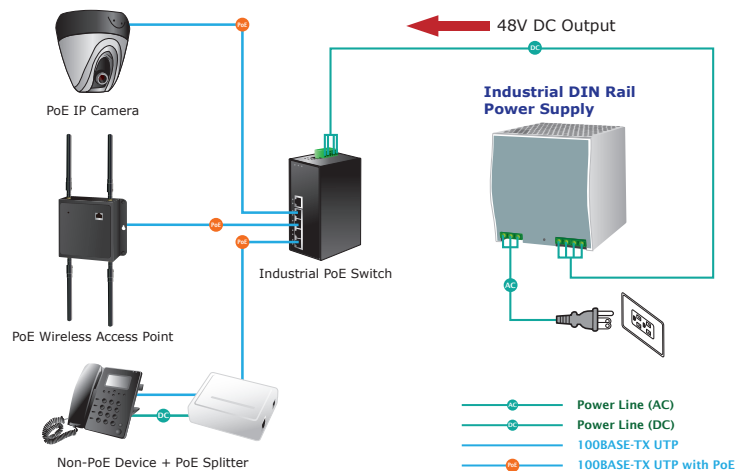 PoE
48V DC Output
DC
Industrial DIN Rail
Power Supply
PoE IP Camera
PoE
PoE
Industrial PoE Switch
AC
PoE Wireless Access Point
DC
Non-PoE Device + PoE Splitter
AC Power Line (AC)
DC Power Line (DC)
100BASE-TX UTP
PoE 100BASE-TX UTP with PoE